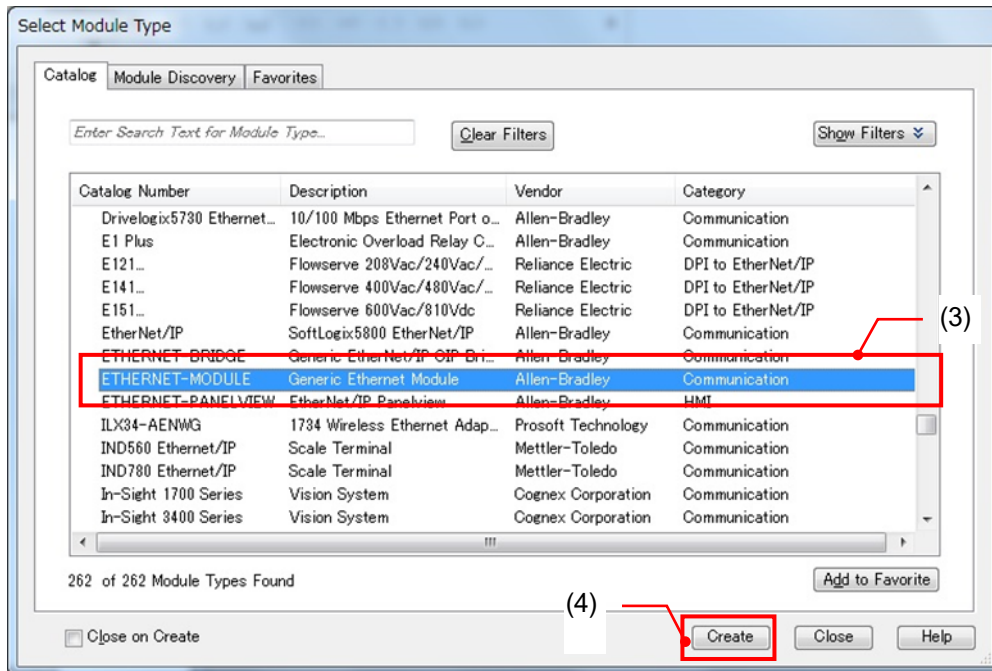 Select Module Type
Catalog Module Discovery Favorites
Enter Search Text for Module Type... Clear Filters Show Filters
Catalog Number Description Vendor Category
Drivelogix5730 Ethernet... 10/100 Mbps Ethernet Port o... Allen-Bradley Communication
E1 Plus Electronic Overload Relay C... Allen-Bradley Communication
E121... Flowserve 208Vac/240Vac/... Reliance Electric DPI to EtherNet/IP
E141... Flowserve 400Vac/480Vac/... Reliance Electric DPI to EtherNet/IP
E151... Flowserve 600Vac/810Vdc Reliance Electric DPI to EtherNet/IP
(3)
EtherNet/IP SoftLogix5800 EtherNet/IP Allen-Bradley Communication
ETHERNET-BRIDGE Generic EtherNet/IP CIP Bri... Allen-Bradley Communication
ETHERNET-MODULE Generic Ethernet Module Allen-Bradley Communication
ETHERNET-PANELVIEW EtherNet/IP Panelview Allen-Bradley HMI
ILX34-AENWG 1734 Wireless Ethernet Adap... Prosoft Technology Communication
IND560 Ethernet/IP Scale Terminal Mettler-Toledo Communication
IND780 Ethernet/IP Scale Terminal Mettler-Toledo Communication
In-Sight 1700 Series Vision System Cognex Corporation Communication
In-Sight 3400 Series Vision System Cognex Corporation Communication
262 of 262 Module Types Found Add to Favorite
(4)
Close on Create Create Close Help